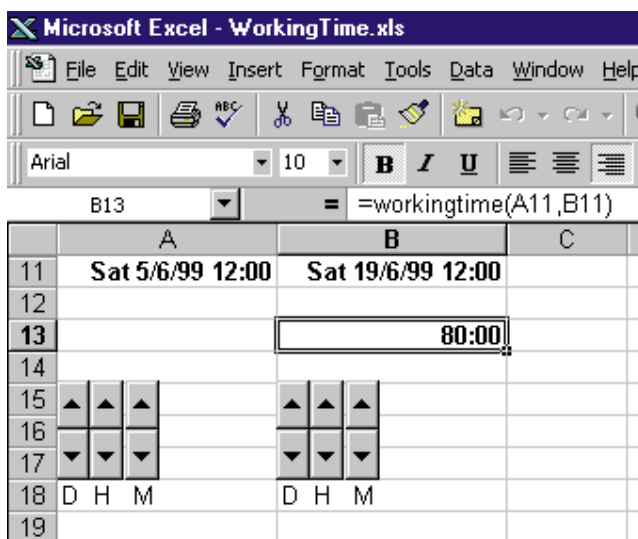 Microsoft Excel - WorkingTime.xls
File Edit View Insert Format Tools Data Window Help
ABC
Arial 10 B I U
B13 = =workingtime(A11,B11)
A B C
11 Sat 5/6/99 12:00 Sat 19/6/99 12:00
12
13 80:00
14
15
16
17
18 D H M D H M
19